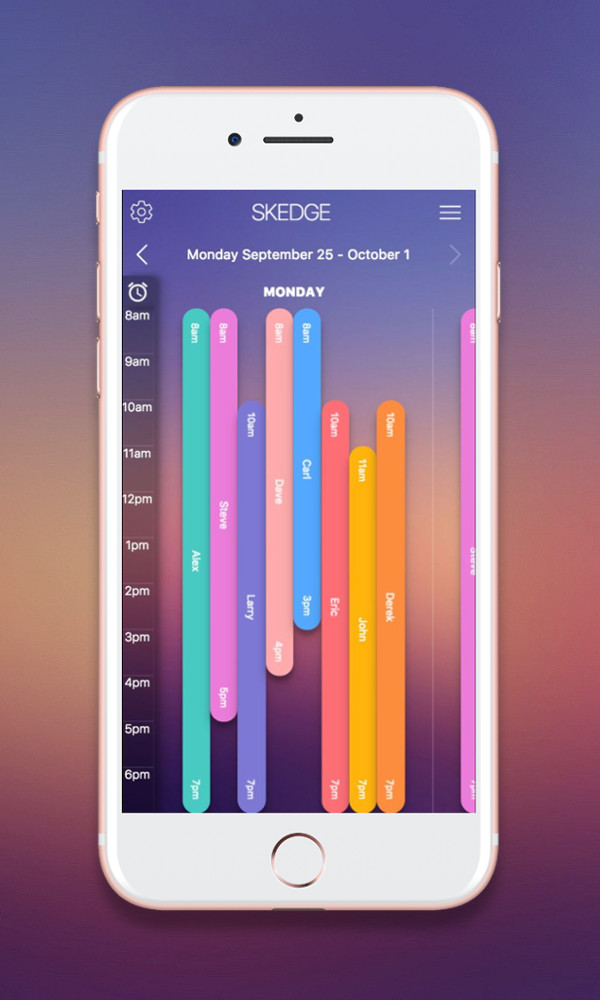 SKEDGE
Monday September 25 - October 1
MONDAY
8am
9am
10am
11am
12pm
1pm
2pm
3pm
4pm
5pm
6pm
8am
Alex
7pm
8am
Steve
5pm
10am
Larry
7pm
8am
Dave
4pm
8am
Carl
3pm
10am
Eric
7pm
11am
John
7pm
10am
Derek
7pm
8am
Steve
7pm